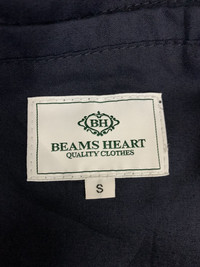 BH
BEAMS HEART
QUALITY CLOTHES
S